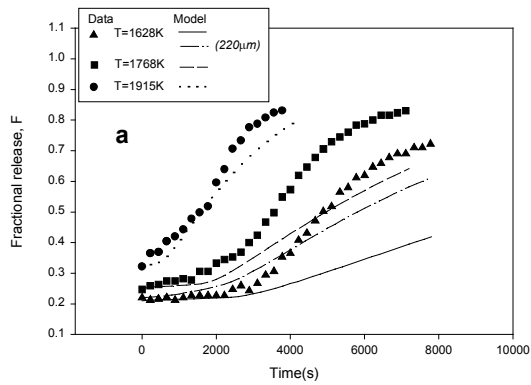 Data Model
T=1628K
(220μm)
T=1768K
T=1915K
a
Fractional release, F
1.1
1.0
0.9
0.8
0.7
0.6
0.5
0.4
0.3
0.2
0.1
0 2000 4000 6000 8000 10000
Time(s)